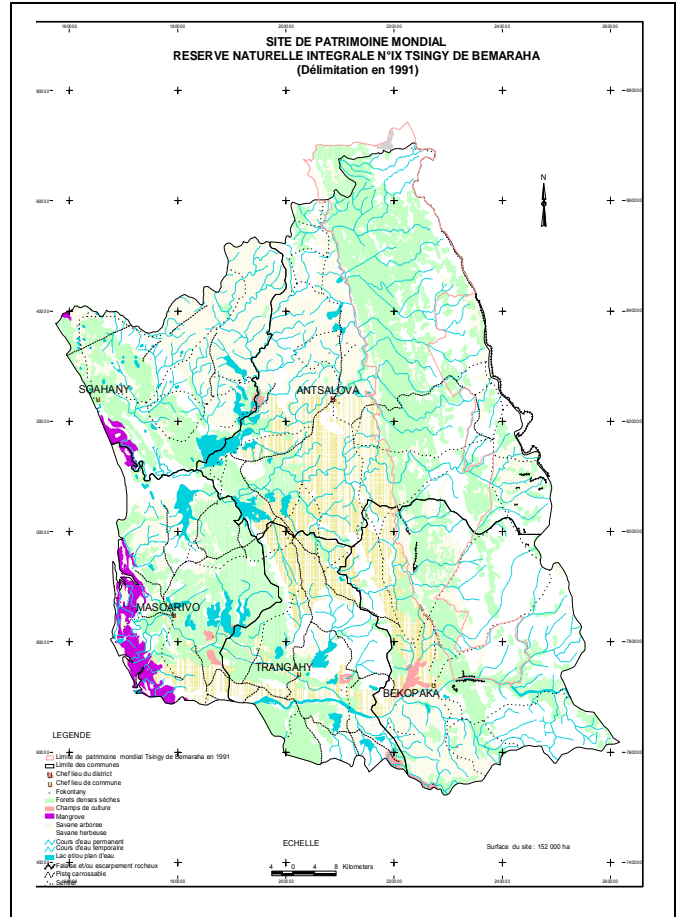 SITE DE PATRIMOINE MONDIAL
RESERVE NATURELLE INTEGRALE N°IX TSINGY DE BEMARAHA
(Délimitation en 1991)
N
SOAHANY
ANTSALOVA
MASOARIVO
TRANGAHY
BEKOPAKA
LEGENDE
Limite de patrimoine mondial Tsingy de Bemaraha en 1991
Limite des communes
Chef lieu du district
Chef lieu de commune
Fokontany
Forets denses sèches
Champs de culture
Mangrove
Savane arboree
Savane herbeuse
Cours d'eau permanent
Cours d'eau temporaire
Lac et/ou plan d'eau
Falaise et/ou escarpement rocheux
Piste carrossable
Sentier
ECHELLE
4 0 4 8 Kilometers
Surface du site : 152 000 ha